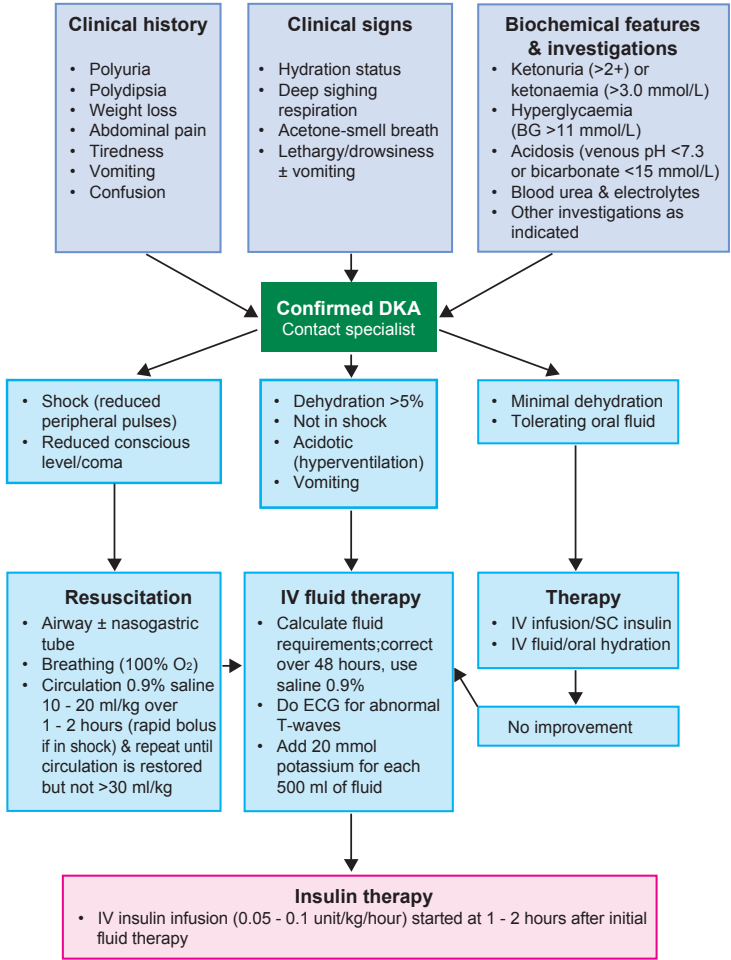 Clinical history
• Polyuria
• Polydipsia
• Weight loss
• Abdominal pain
• Tiredness
• Vomiting
• Confusion
Clinical signs
• Hydration status
• Deep sighing
respiration
• Acetone-smell breath
• Lethargy/drowsiness
± vomiting
Biochemical features
& investigations
• Ketonuria (>2+) or
ketonaemia (>3.0 mmol/L)
• Hyperglycaemia
(BG >11 mmol/L)
• Acidosis (venous pH <7.3
or bicarbonate <15 mmol/L)
• Blood urea & electrolytes
• Other investigations as
indicated
Confirmed DKA
Contact specialist
• Shock (reduced
peripheral pulses)
• Reduced conscious
level/coma
• Dehydration >5%
• Not in shock
• Acidotic
(hyperventilation)
• Vomiting
• Minimal dehydration
• Tolerating oral fluid
Resuscitation
• Airway ± nasogastric
tube
• Breathing (100% O₂)
• Circulation 0.9% saline
10 - 20 ml/kg over
1 - 2 hours (rapid bolus
if in shock) & repeat until
circulation is restored
but not >30 ml/kg
IV fluid therapy
• Calculate fluid
requirements;correct
over 48 hours, use
saline 0.9%
• Do ECG for abnormal
T-waves
• Add 20 mmol
potassium for each
500 ml of fluid
Therapy
• IV infusion/SC insulin
• IV fluid/oral hydration
No improvement
Insulin therapy
• IV insulin infusion (0.05 - 0.1 unit/kg/hour) started at 1 - 2 hours after initial
fluid therapy